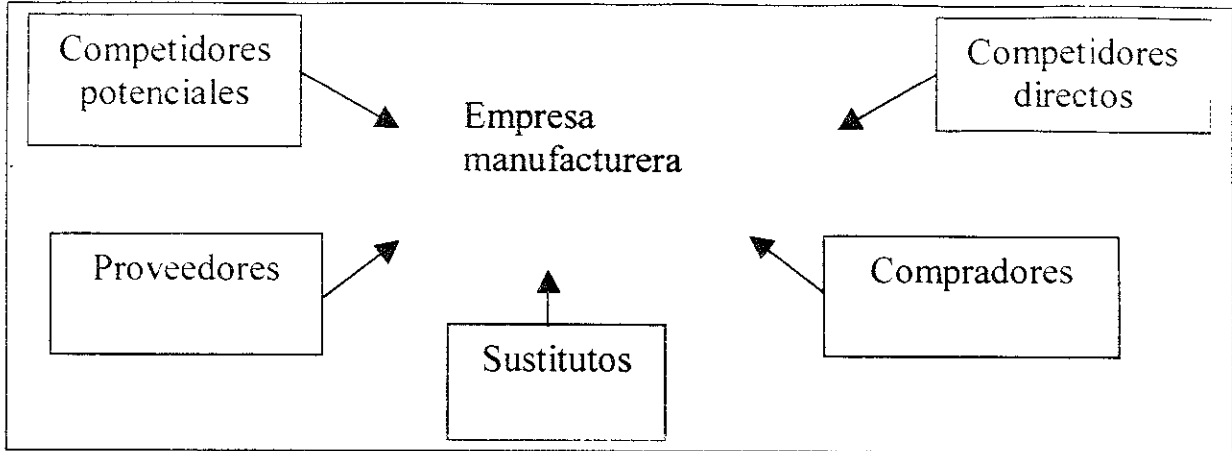 Competidores
potenciales
Competidores
directos
Empresa
manufacturera
Proveedores
Compradores
Sustitutos